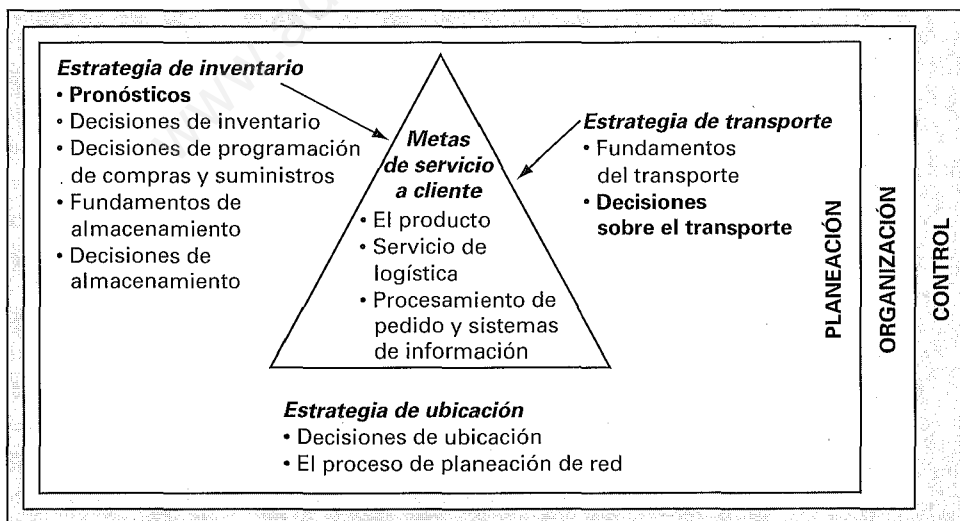 Estrategia de inventario
• Pronósticos
• Decisiones de inventario
• Decisiones de programación
de compras y suministros
• Fundamentos de
almacenamiento
• Decisiones de
almacenamiento
Metas
de servicio
a cliente
• El producto
• Servicio de
logística
• Procesamiento de
pedido y sistemas
de información
Estrategia de transporte
• Fundamentos
del transporte
• Decisiones
sobre el transporte
Estrategia de ubicación
• Decisiones de ubicación
• El proceso de planeación de red
PLANEACIÓN
ORGANIZACIÓN
CONTROL